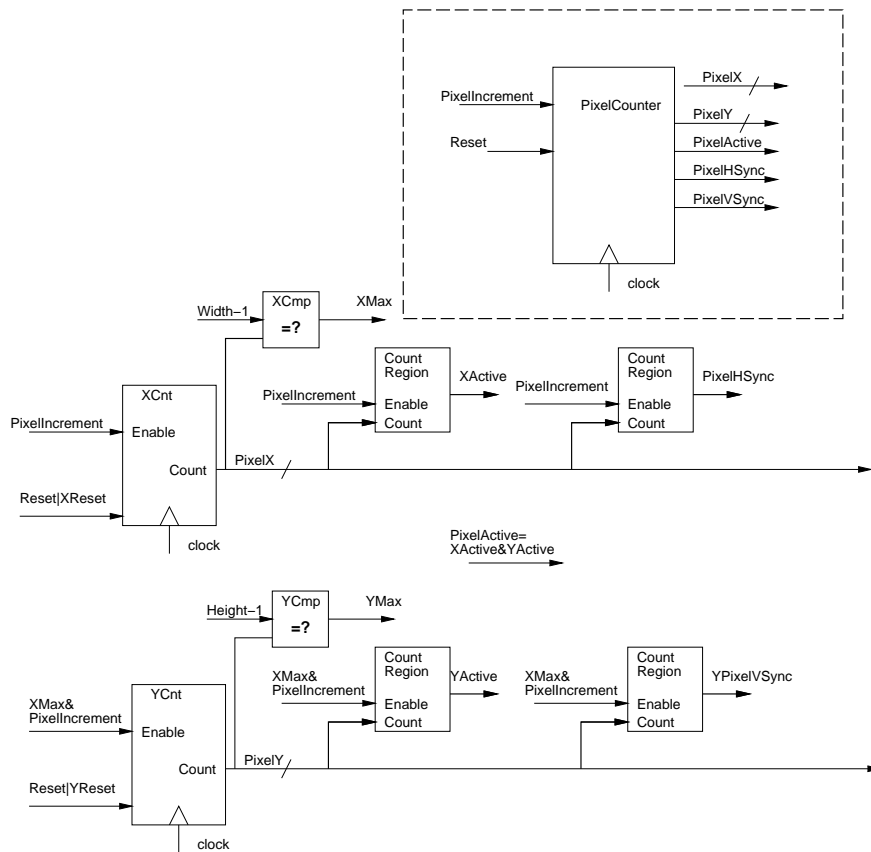 PixelX
PixelIncrement
PixelCounter
PixelY
Reset
PixelActive
PixelHSync
PixelVSync
clock
Width−1
XCmp
=?
XMax
Count
Region
XActive
PixelIncrement
Enable
Count
Count
Region
PixelHSync
PixelIncrement
Enable
Count
XCnt
PixelIncrement
Enable
Count
PixelX
Reset|XReset
clock
PixelActive=
XActive&YActive
Height−1
YCmp
=?
YMax
Count
Region
YActive
XMax&
PixelIncrement
Enable
Count
Count
Region
YPixelVSync
XMax&
PixelIncrement
Enable
Count
YCnt
XMax&
PixelIncrement
Enable
Count
PixelY
Reset|YReset
clock